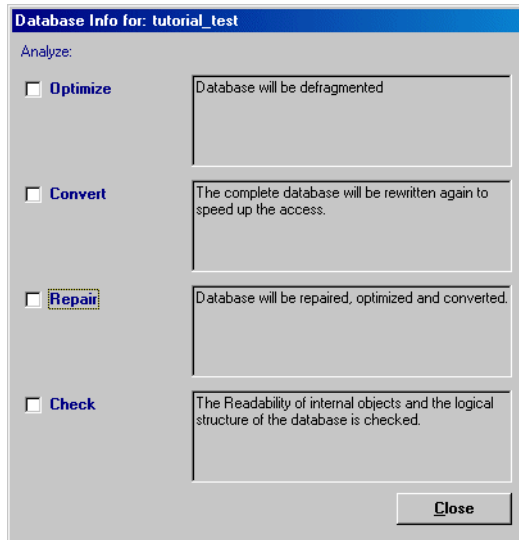 Database Info for: tutorial_test
Analyze:
Optimize
Database will be defragmented
Convert
The complete database will be rewritten again to
speed up the access.
Repair
Database will be repaired, optimized and converted.
Check
The Readability of internal objects and the logical
structure of the database is checked.
Close